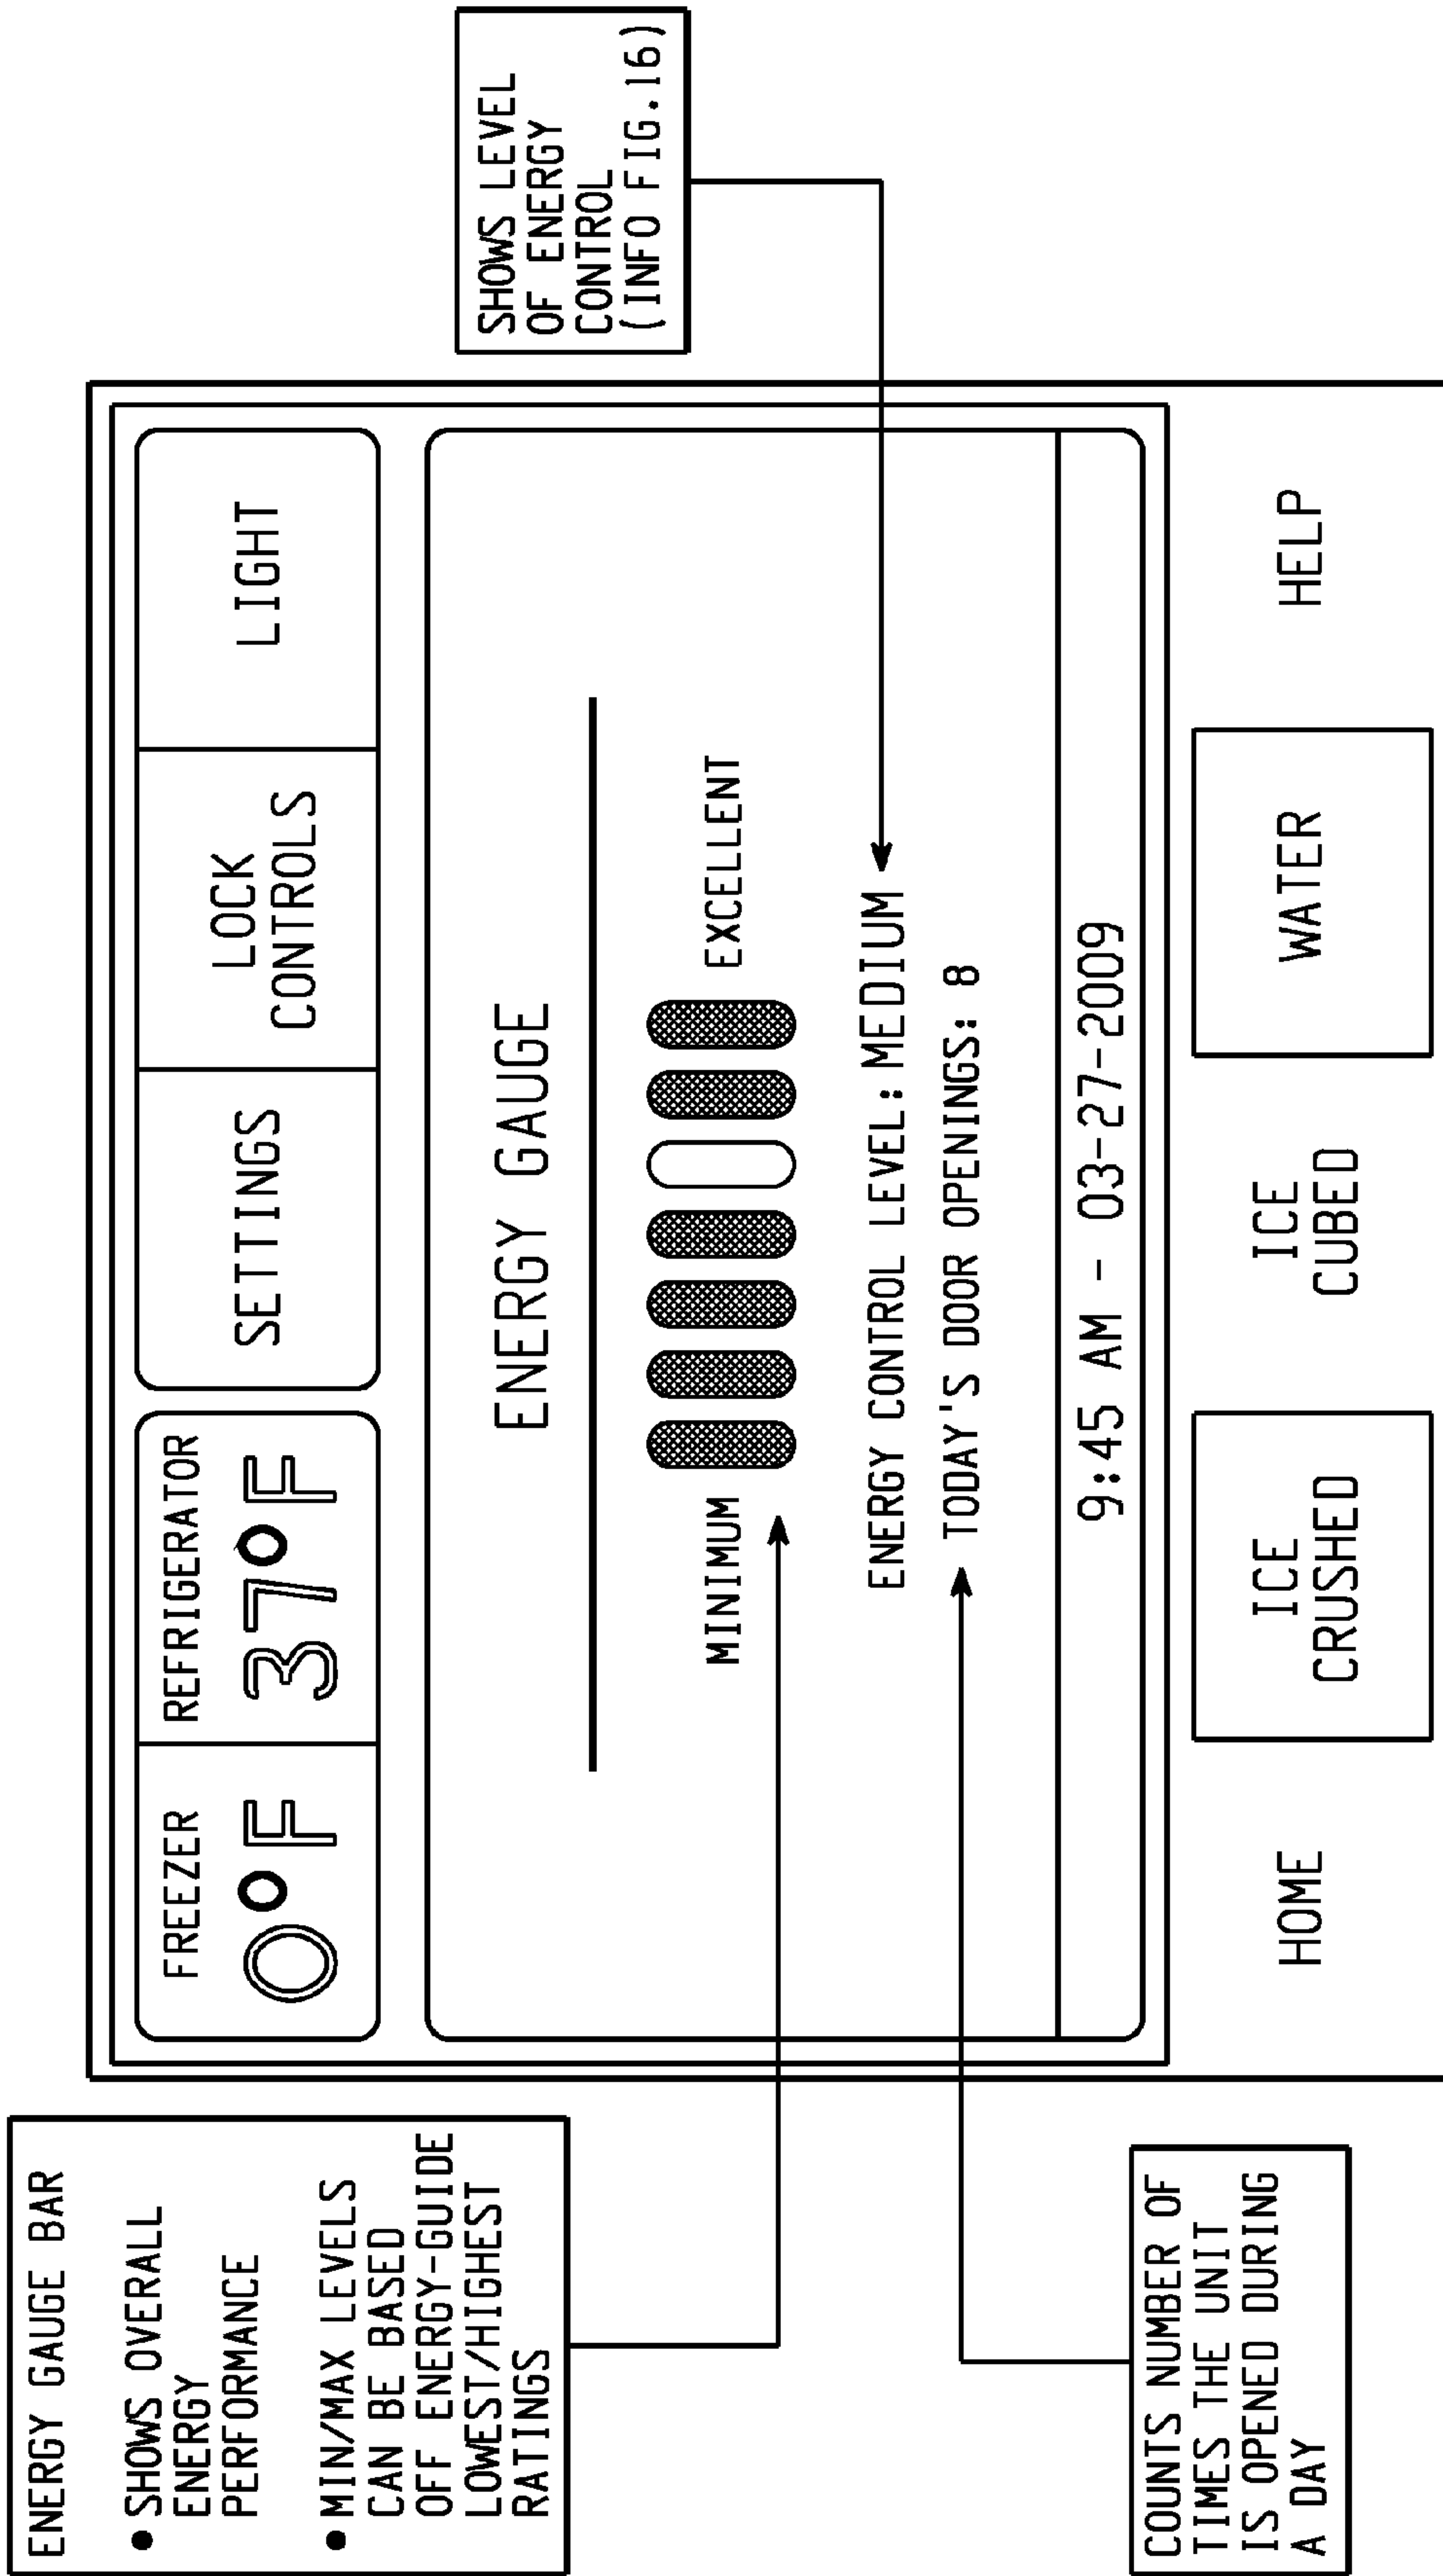 ENERGY GAUGE BAR
• SHOWS OVERALL
ENERGY
PERFORMANCE
• MIN/MAX LEVELS
CAN BE BASED
OFF ENERGY-GUIDE
LOWEST/HIGHEST
RATINGS
COUNTS NUMBER OF
TIMES THE UNIT
IS OPENED DURING
A DAY
FREEZER
0°F
REFRIGERATOR
37°F
SETTINGS
LOCK
CONTROLS
LIGHT
ENERGY GAUGE
MINIMUM
EXCELLENT
ENERGY CONTROL LEVEL: MEDIUM
TODAY'S DOOR OPENINGS: 8
9:45 AM - 03-27-2009
HOME
ICE
CRUSHED
ICE
CUBED
WATER
HELP
SHOWS LEVEL
OF ENERGY
CONTROL
(INFO FIG.16)